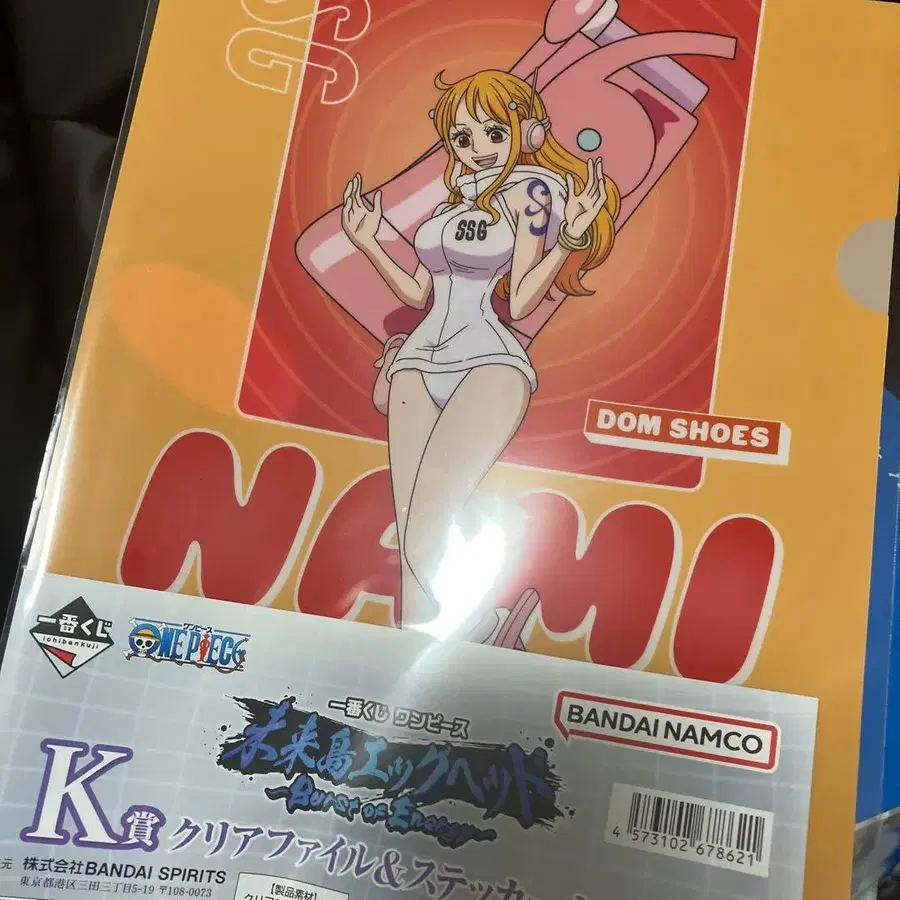 SSG
SSG
DOM SHOES
NAMI
一番くじ
ichibankuji
ワンピース
ONE PIECE
一番くじ ワンピース
未来島エッグヘッド
~Burst of Energy~
BANDAI NAMCO
K賞
クリアファイル&ステッカ
4 573102 678621
元 株式会社BANDAI SPIRITS
東京都港区三田三丁目5-19 〒108-0073
【製品素材】